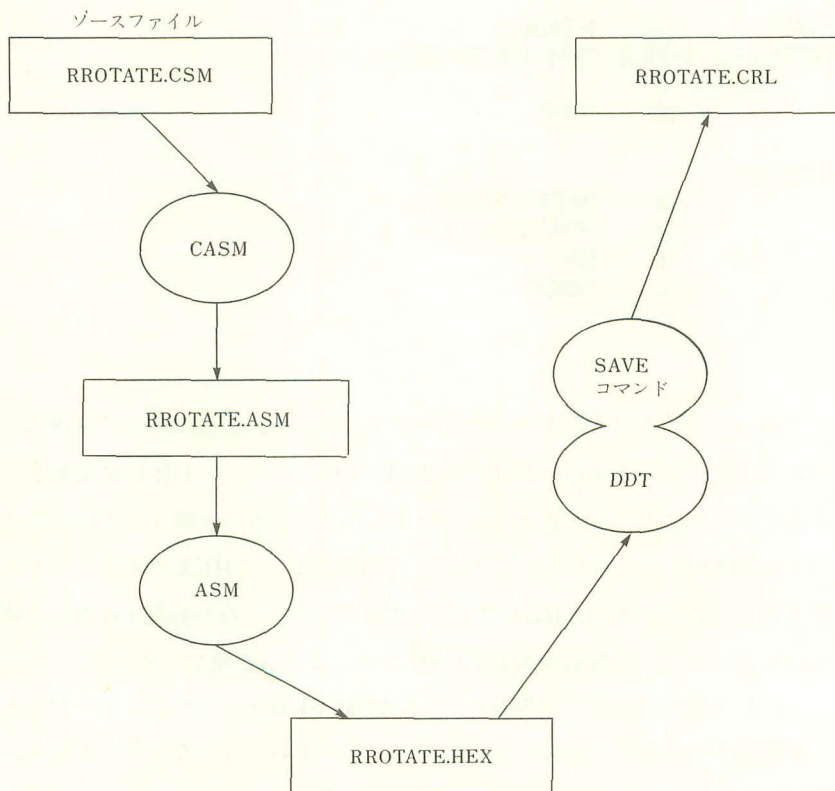 ソースファイル
RROTATE.CSM
CASM
RROTATE.ASM
ASM
RROTATE.HEX
DDT
SAVE
コマンド
RROTATE.CRL